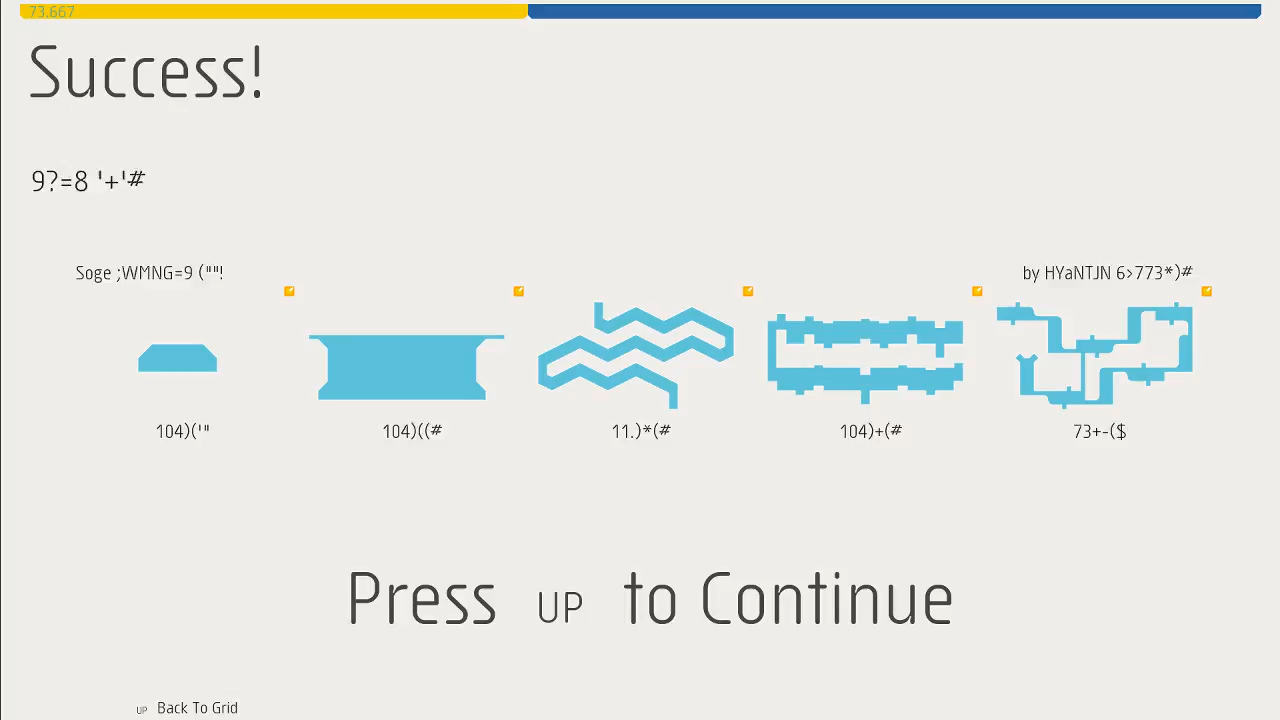 73.667
Success!
9?=8 '+'#
Soge ;WMNG=9 (""!
by HYaNTJN 6>773*)#
104)('" 104)((# 11.)*(# 104)+(# 73+-($
Press UP to Continue
UP Back To Grid